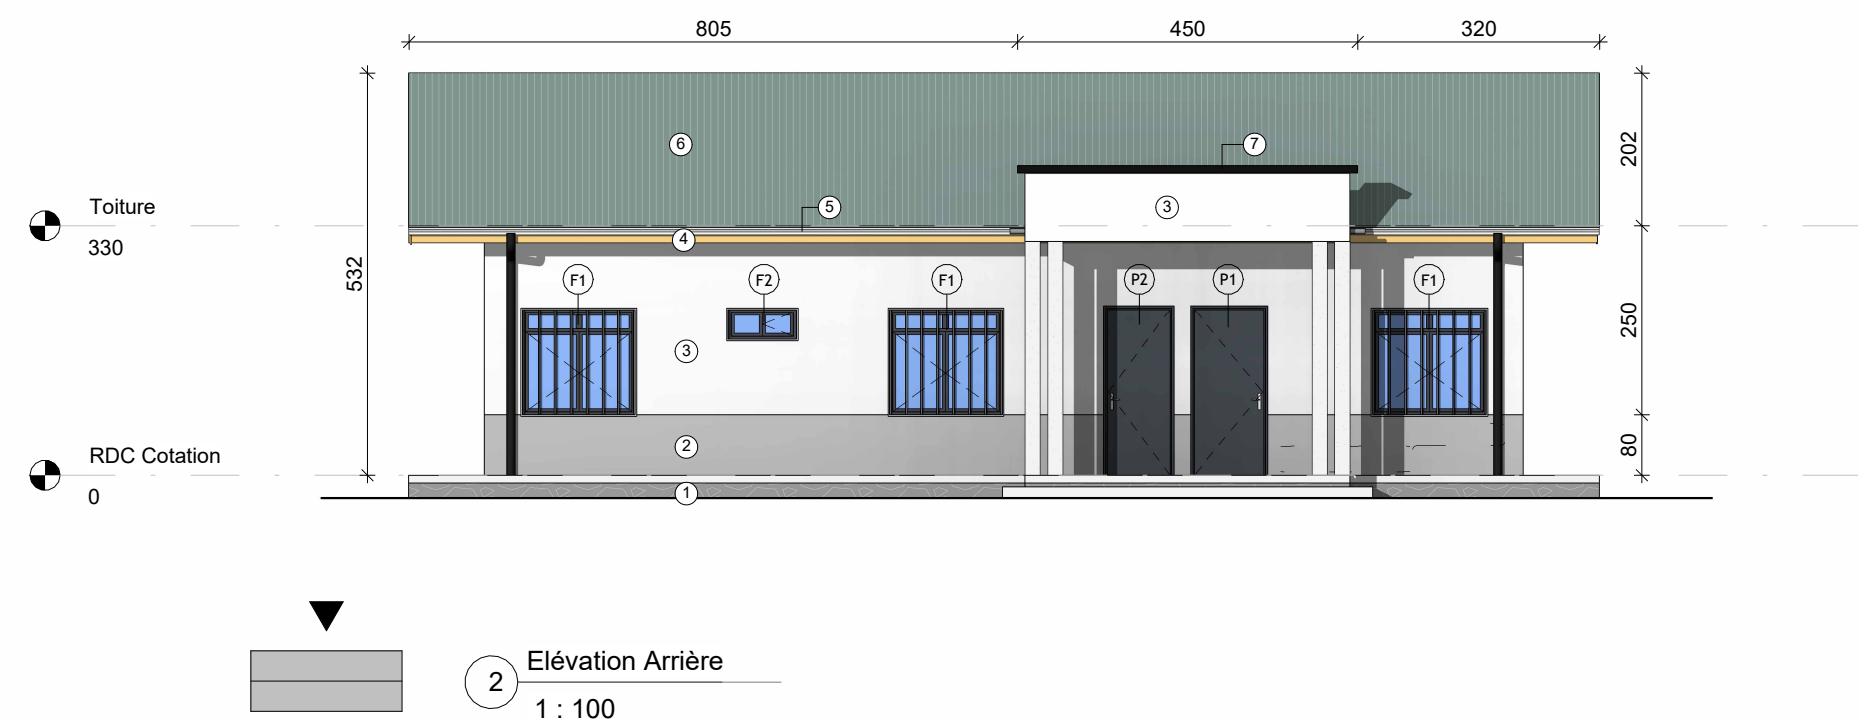 805 450 320
6
7
202
Toiture
5
3
330
4
532
F1 F2 F1 P2 P1 F1
250
3
2
80
RDC Cotation
0
1
2
Elévation Arrière
1 : 100